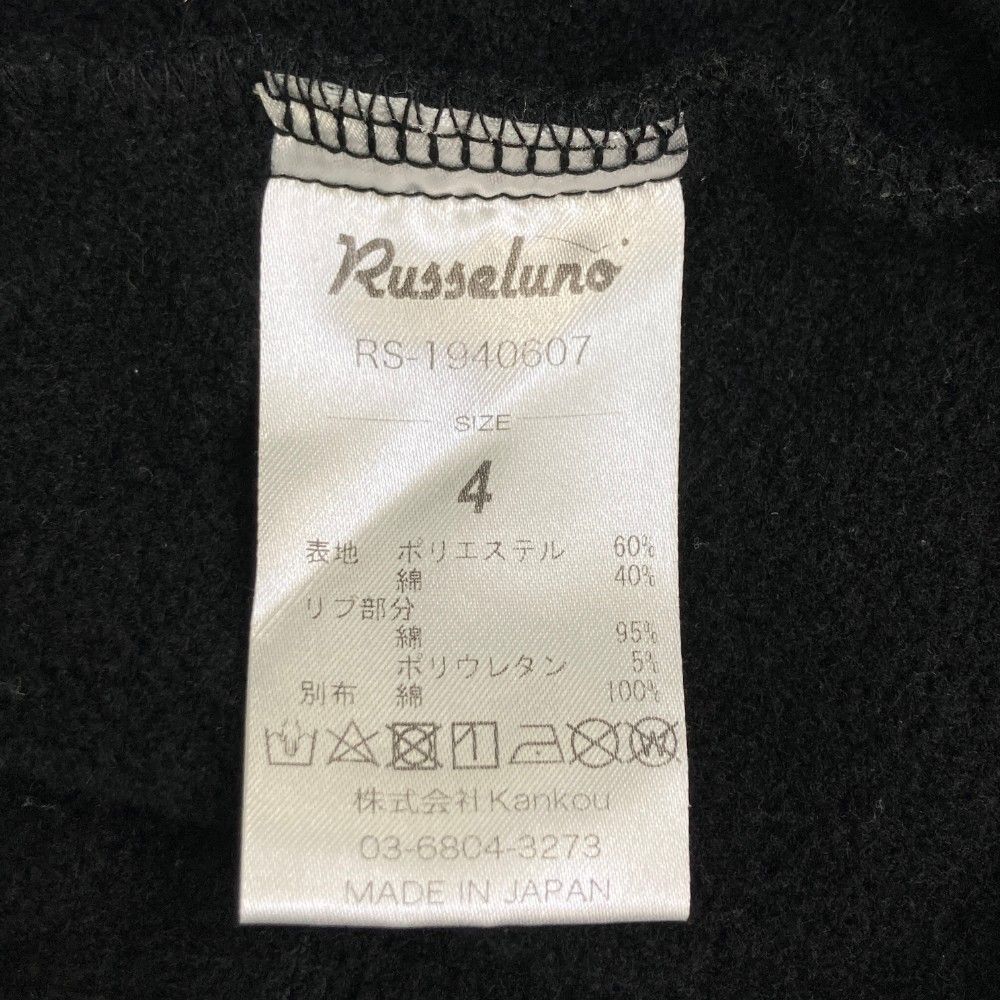 Russeluno
RS-1940607
SIZE
4
表地 ポリエステル 60%
綿 40%
リブ部分
綿 95%
ポリウレタン 5%
別布 綿 100%
W
株式会社Kankou
03-6804-3273
MADE IN JAPAN